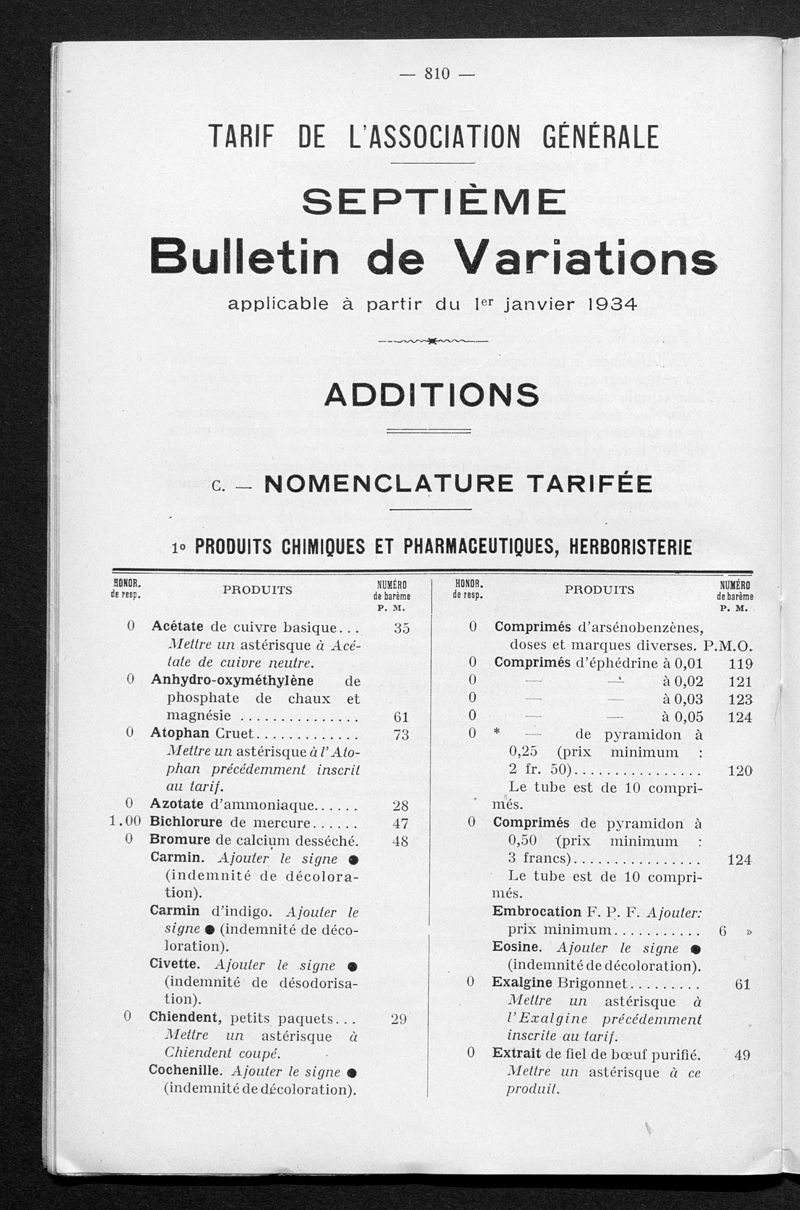 — 810 —
TARIF DE L'ASSOCIATION GÉNÉRALE
SEPTIÈME
Bulletin de Variations
applicable à partir du 1er janvier 1934
ADDITIONS
C. — NOMENCLATURE TARIFÉE
1o PRODUITS CHIMIQUES ET PHARMACEUTIQUES, HERBORISTERIE
HONOR. de resp. PRODUITS NUMÉRO de barème P. M.
0 Acétate de cuivre basique... 35
Mettre un astérisque à Acé-
tate de cuivre neutre.
0 Anhydro-oxyméthylène de
phosphate de chaux et
magnésie ............... 61
0 Atophan Cruet............. 73
Mettre un astérisque à l'Ato-
phan précédemment inscrit
au tarif.
0 Azotate d'ammoniaque...... 28
1.00 Bichlorure de mercure...... 47
0 Bromure de calcium desséché. 48
Carmin. Ajouter le signe ●
(indemnité de décolora-
tion).
Carmin d'indigo. Ajouter le
signe ● (indemnité de déco-
loration).
Civette. Ajouter le signe ●
(indemnité de désodorisa-
tion).
0 Chiendent, petits paquets... 29
Mettre un astérisque à
Chiendent coupé.
Cochenille. Ajouter le signe ●
(indemnité de décoloration).
HONOR. de resp. PRODUITS NUMÉRO de barème P. M.
0 Comprimés d'arsénobenzènes,
doses et marques diverses. P.M.O.
0 Comprimés d'éphédrine à 0,01 119
0 — — à 0,02 121
0 — — à 0,03 123
0 — — à 0,05 124
0 * — de pyramidon à
0,25 (prix minimum :
2 fr. 50)................ 120
Le tube est de 10 compri-
més.
0 Comprimés de pyramidon à
0,50 (prix minimum :
3 francs)................ 124
Le tube est de 10 compri-
més.
Embrocation F. P. F. Ajouter:
prix minimum........... 6 »
Eosine. Ajouter le signe ●
(indemnité de décoloration).
0 Exalgine Brigonnet......... 61
Mettre un astérisque à
l'Exalgine précédemment
inscrite au tarif.
0 Extrait de fiel de bœuf purifié. 49
Mettre un astérisque à ce
produit.